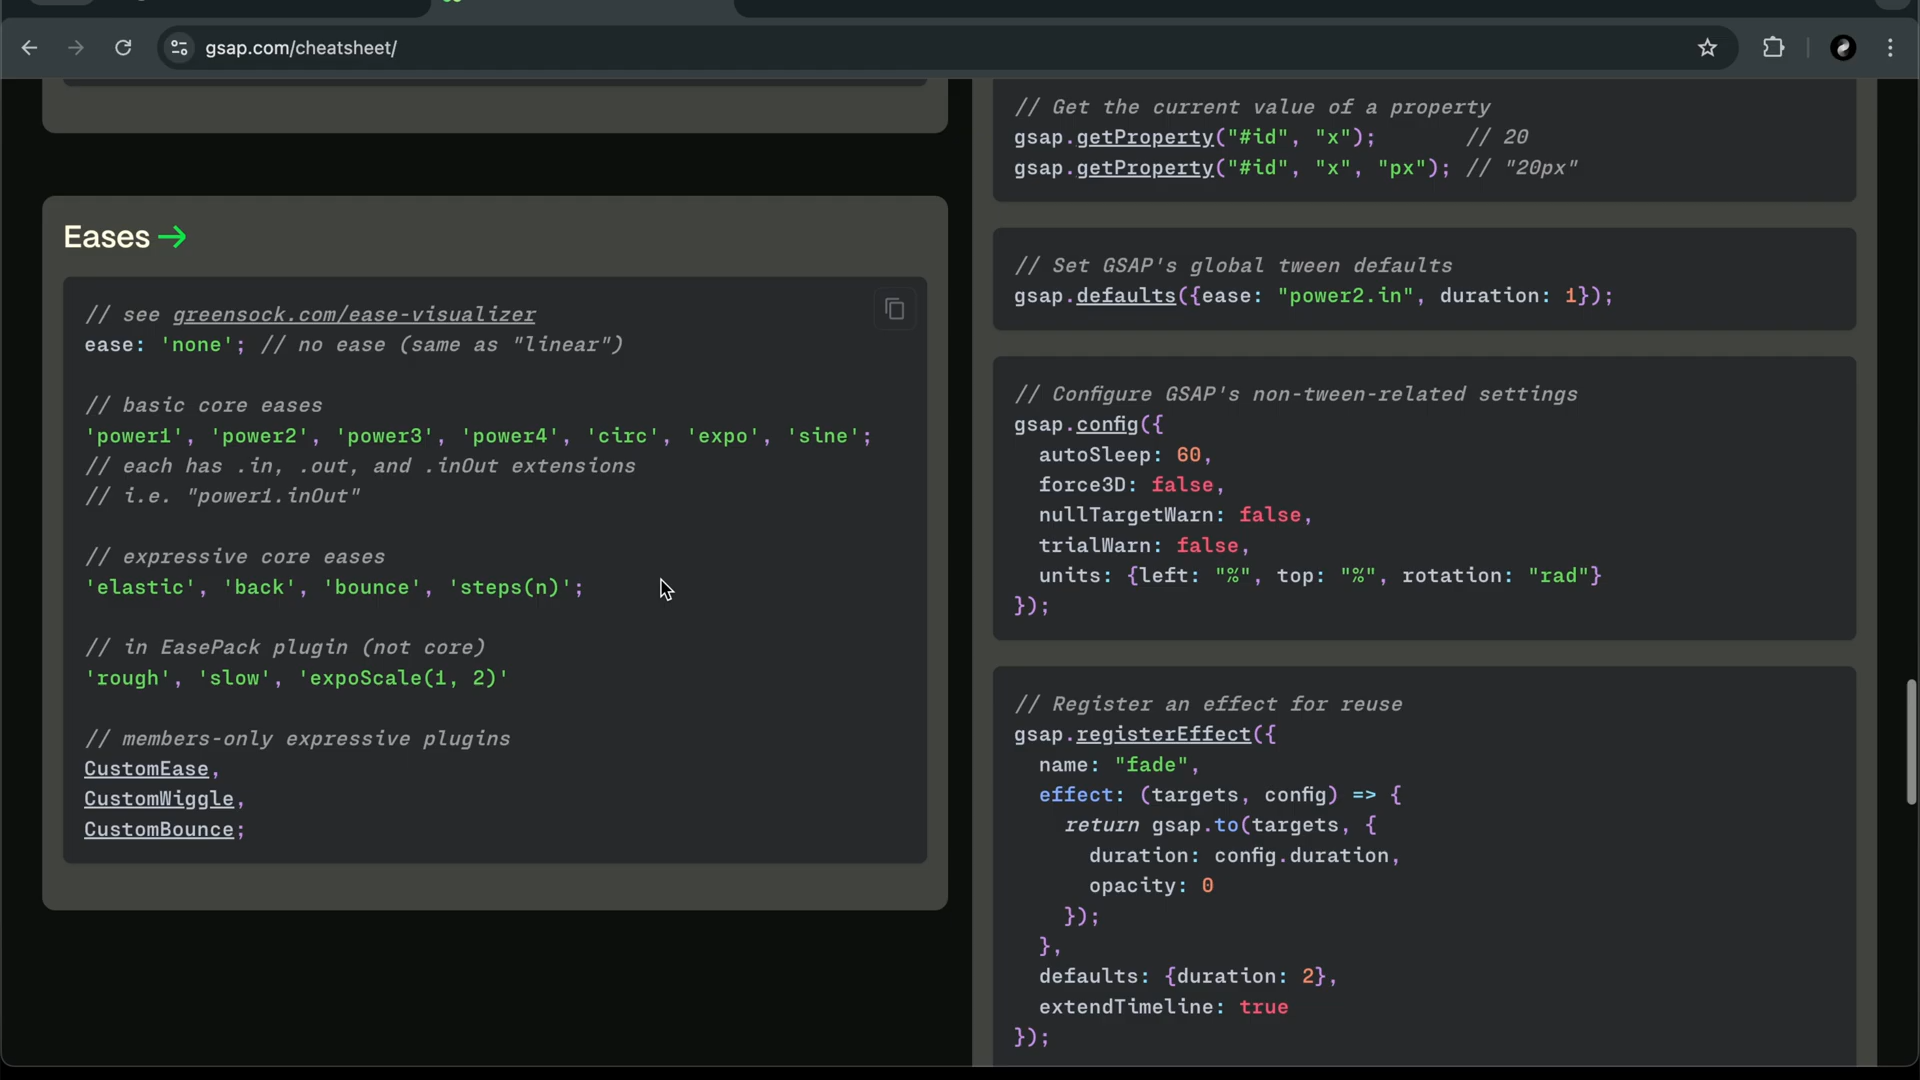 gsap.com/cheatsheet/
Eases →
// see greensock.com/ease-visualizer
ease: 'none'; // no ease (same as "linear")
// basic core eases
'power1', 'power2', 'power3', 'power4', 'circ', 'expo', 'sine';
// each has .in, .out, and .inOut extensions
// i.e. "power1.inOut"
// expressive core eases
'elastic', 'back', 'bounce', 'steps(n)';
// in EasePack plugin (not core)
'rough', 'slow', 'expoScale(1, 2)'
// members-only expressive plugins
CustomEase,
CustomWiggle,
CustomBounce;
// Get the current value of a property
gsap.getProperty("#id", "x"); // 20
gsap.getProperty("#id", "x", "px"); // "20px"
// Set GSAP's global tween defaults
gsap.defaults({ease: "power2.in", duration: 1});
// Configure GSAP's non-tween-related settings
gsap.config({
autoSleep: 60,
force3D: false,
nullTargetWarn: false,
trialWarn: false,
units: {left: "%", top: "%", rotation: "rad"}
});
// Register an effect for reuse
gsap.registerEffect({
name: "fade",
effect: (targets, config) => {
return gsap.to(targets, {
duration: config.duration,
opacity: 0
});
},
defaults: {duration: 2},
extendTimeline: true
});